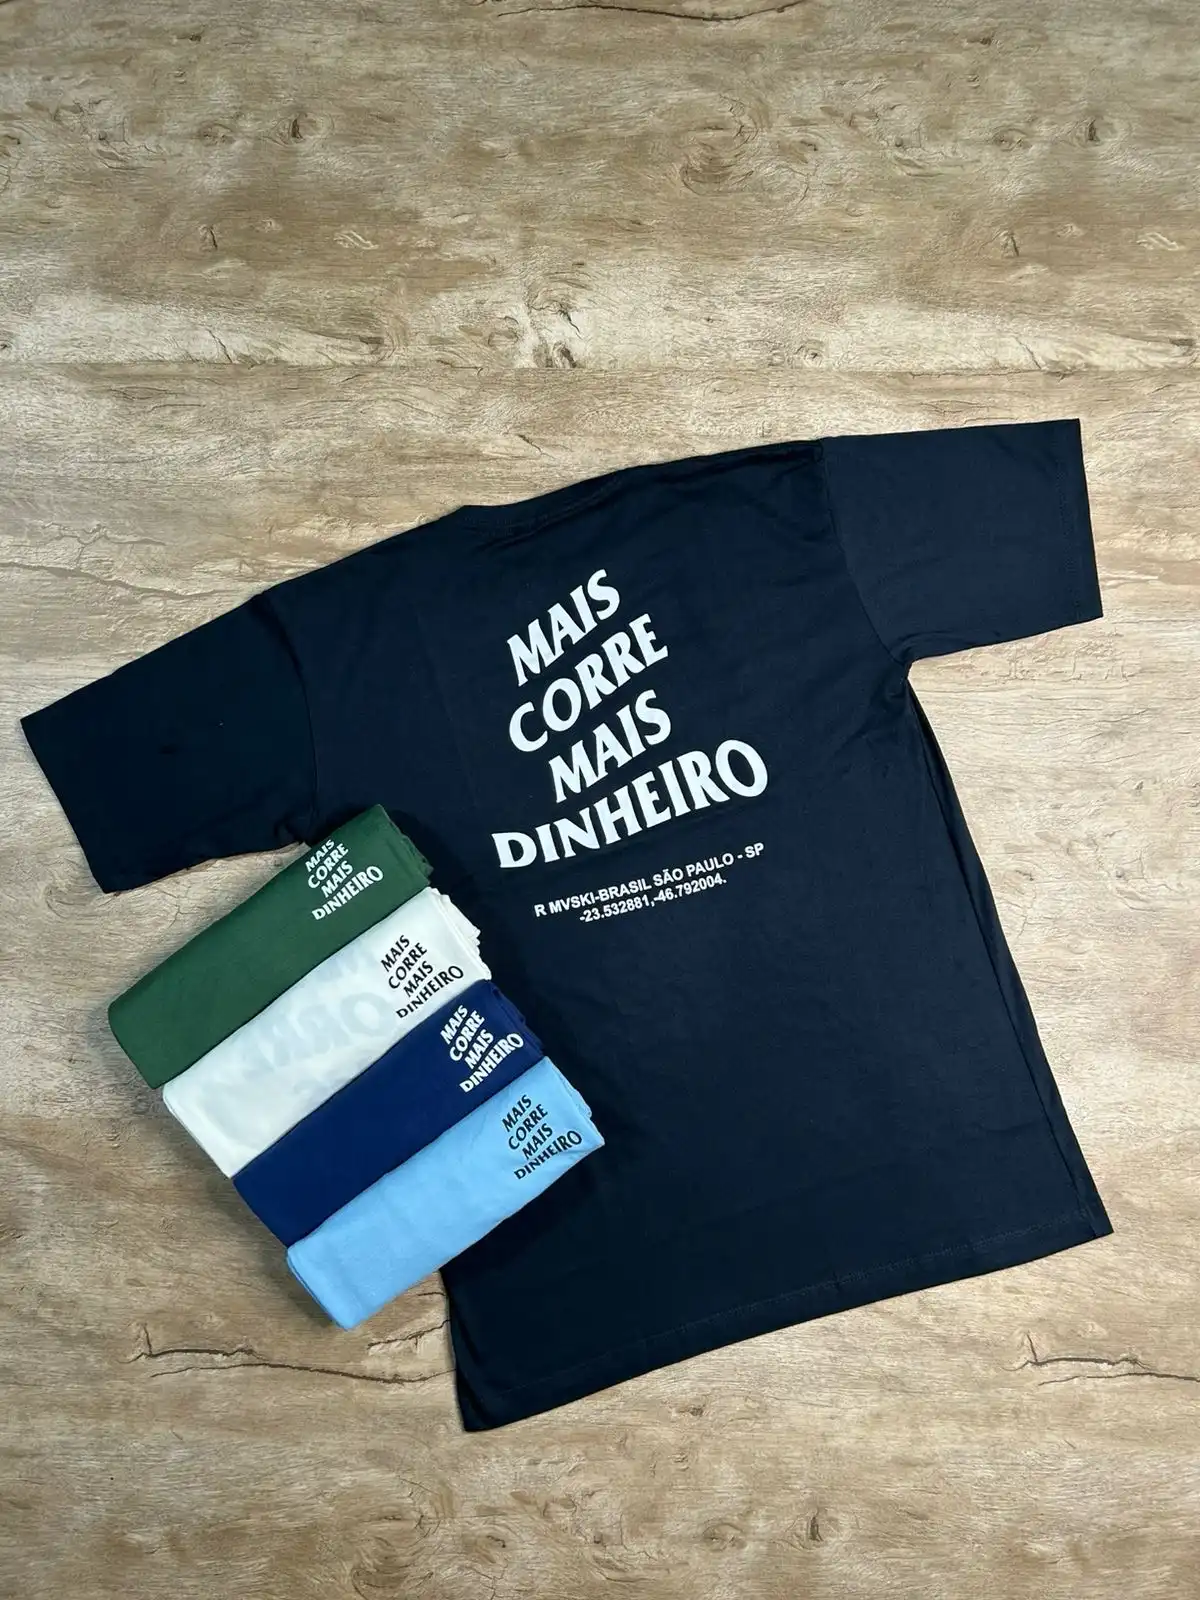 MAIS
CORRE
MAIS
DINHEIRO
R MVSKI-BRASIL SÃO PAULO - SP
-23.532881,-46.792004.
MAIS
CORRE
MAIS
DINHEIRO
MAIS
CORRE
MAIS
DINHEIRO
MAIS
CORRE
MAIS
DINHEIRO
MAIS
CORRE
MAIS
DINHEIRO